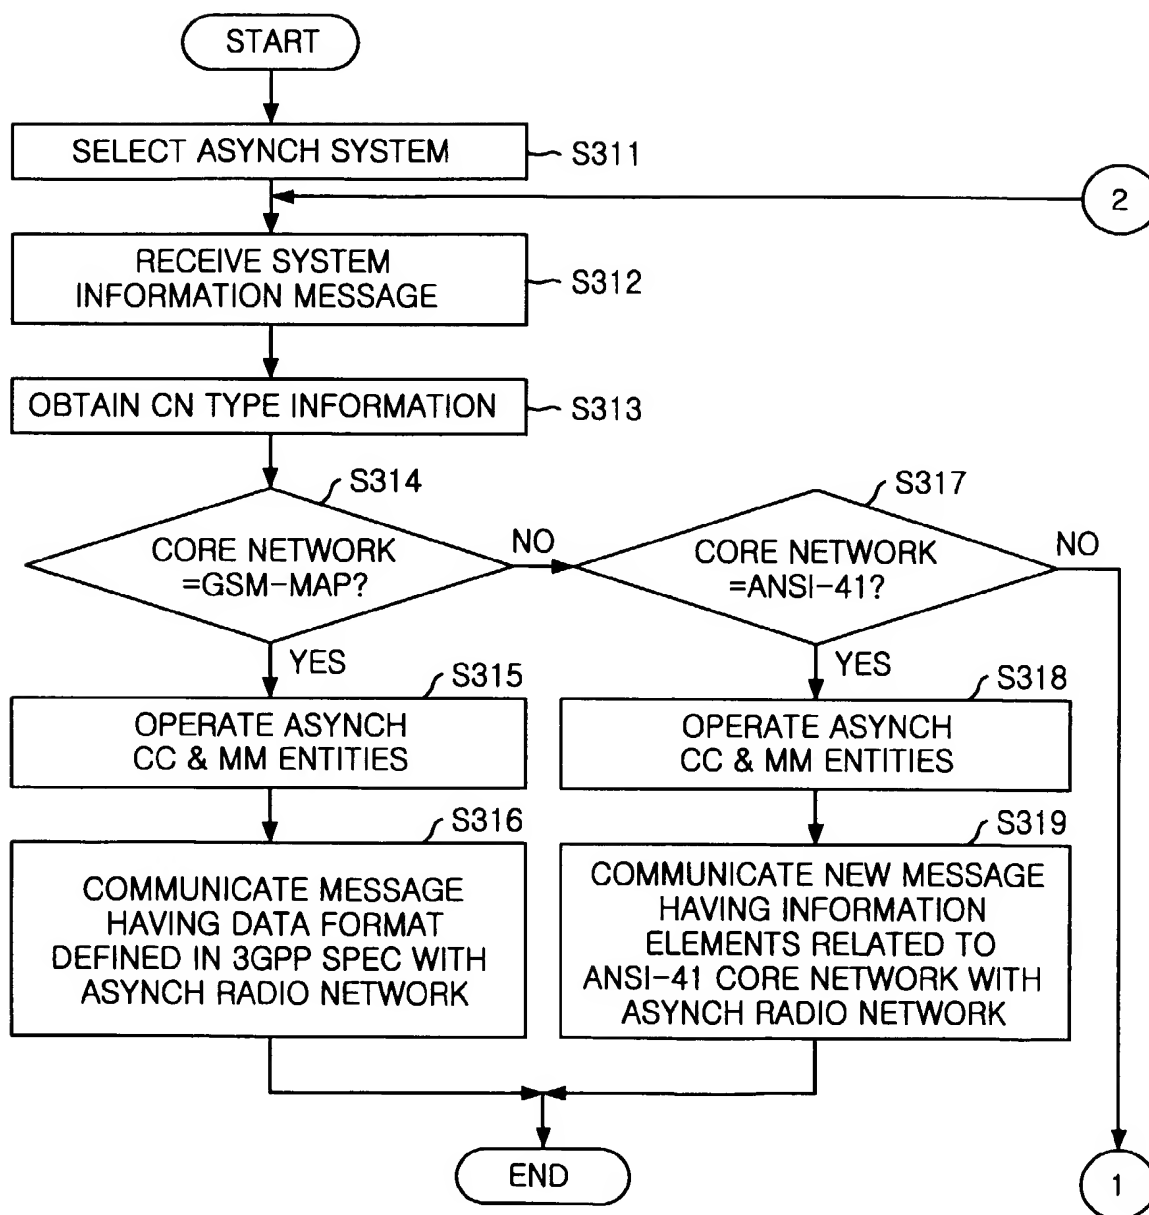 START
SELECT ASYNCH SYSTEM
S311
2
RECEIVE SYSTEM
INFORMATION MESSAGE
S312
OBTAIN CN TYPE INFORMATION
S313
S314
CORE NETWORK
=GSM-MAP?
NO
S317
CORE NETWORK
=ANSI-41?
NO
YES
S315
OPERATE ASYNCH
CC & MM ENTITIES
YES
S318
OPERATE ASYNCH
CC & MM ENTITIES
S316
COMMUNICATE MESSAGE
HAVING DATA FORMAT
DEFINED IN 3GPP SPEC WITH
ASYNCH RADIO NETWORK
S319
COMMUNICATE NEW MESSAGE
HAVING INFORMATION
ELEMENTS RELATED TO
ANSI-41 CORE NETWORK WITH
ASYNCH RADIO NETWORK
END
1